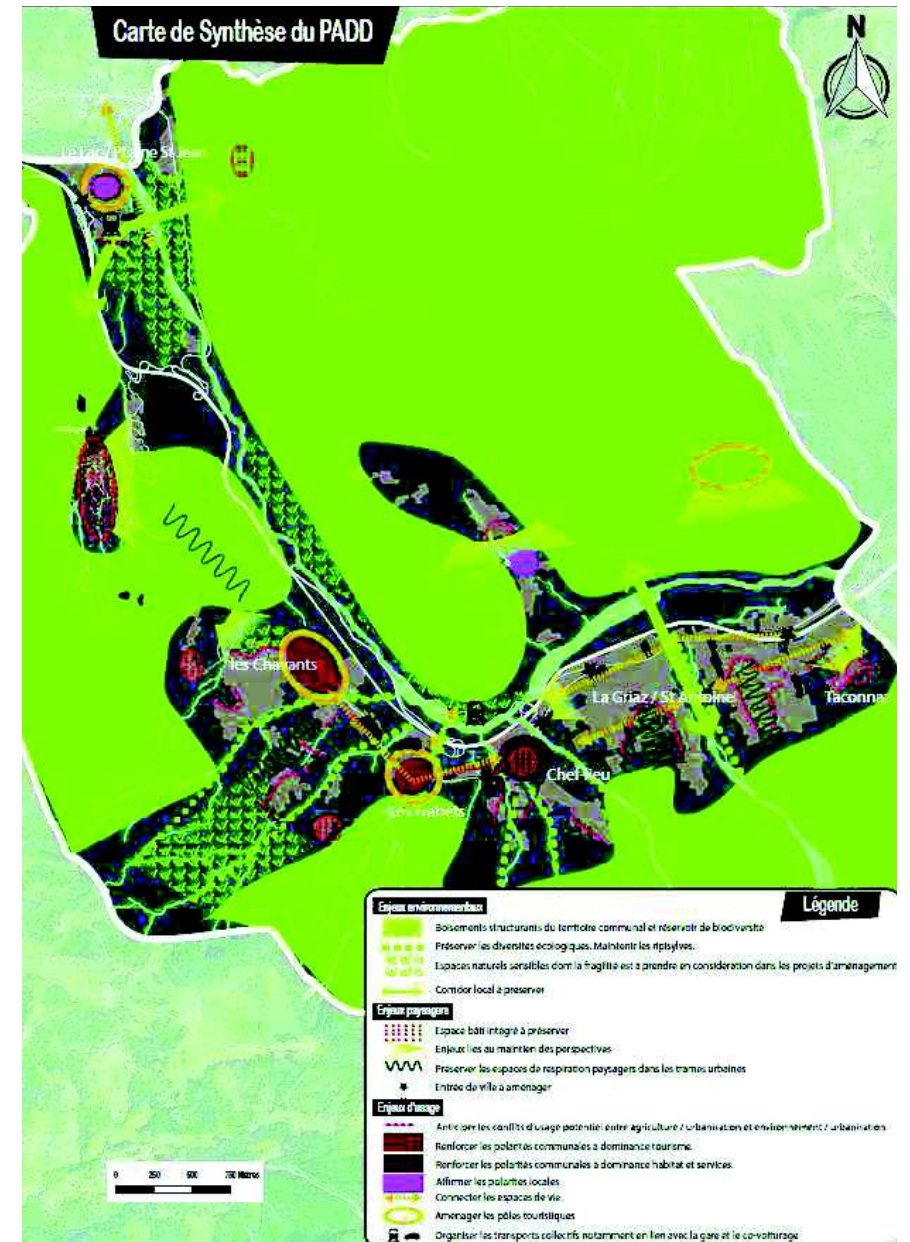 Carte de Synthèse du PADD
N
Le Lac / Plaine St Jean
les Chavants
La Griaz / St Antoine
Taconnaz
Chef-lieu
Légende
Enjeux environnementaux
Boisements structurants du territoire communal et réservoir de biodiversité
Préserver les diversités écologiques. Maintenir les ripisylves.
Espaces naturels sensibles dont la fragilité est à prendre en considération dans les projets d'aménagement
Corridor local à préserver
Enjeux paysagers
Espace bâti intégré à préserver
Enjeux liés au maintien des perspectives
Préserver les espaces de respiration paysagers dans les trames urbaines
Entrée de ville à aménager
Enjeux d'usage
Anticiper les conflits d'usage potentiel entre agriculture / urbanisation et environnement / urbanisation
Renforcer les polarités communales à dominance tourisme.
Renforcer les polarités communales à dominance habitat et services.
Affirmer les polarités locales
Connecter les espaces de vie.
Aménager les pôles touristiques
Organiser les transports collectifs notamment en lien avec la gare et le co-voiturage
0 250 500 750 Mètres